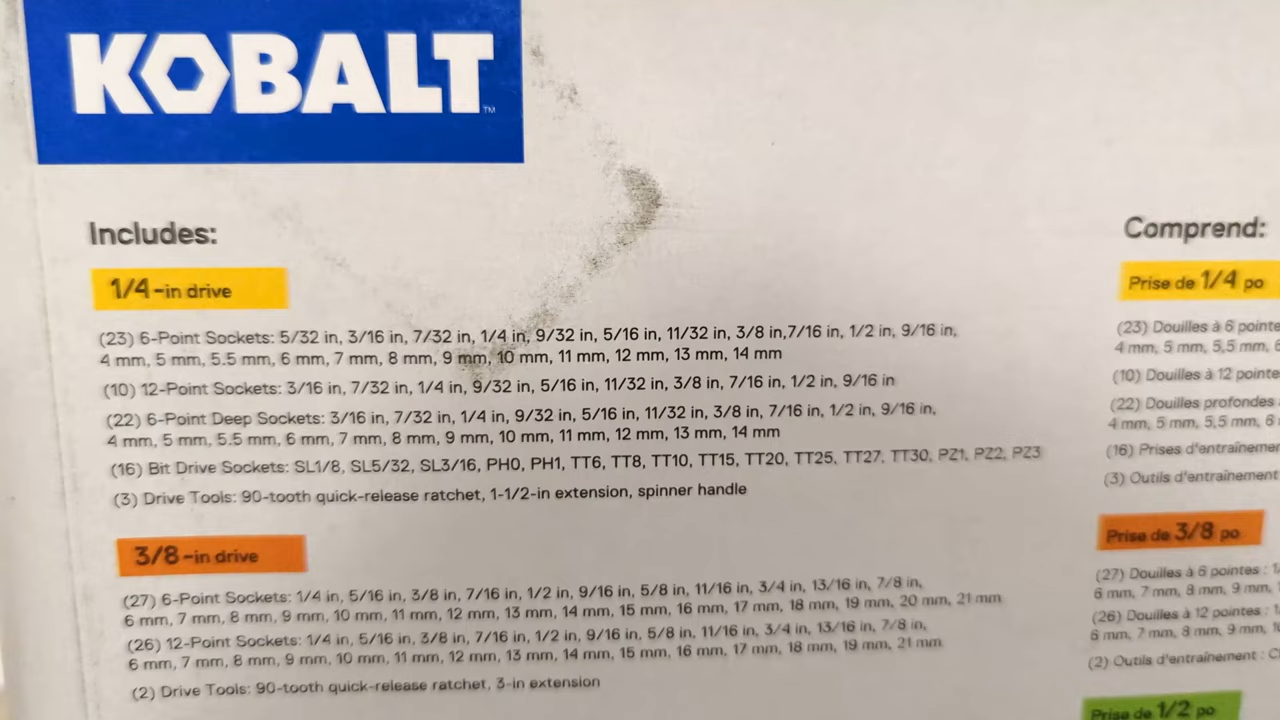 KOBALT™
Includes:
1/4-in drive
(23) 6-Point Sockets: 5/32 in, 3/16 in, 7/32 in, 1/4 in, 9/32 in, 5/16 in, 11/32 in, 3/8 in,7/16 in, 1/2 in, 9/16 in,
4 mm, 5 mm, 5.5 mm, 6 mm, 7 mm, 8 mm, 9 mm, 10 mm, 11 mm, 12 mm, 13 mm, 14 mm
(10) 12-Point Sockets: 3/16 in, 7/32 in, 1/4 in, 9/32 in, 5/16 in, 11/32 in, 3/8 in, 7/16 in, 1/2 in, 9/16 in
(22) 6-Point Deep Sockets: 3/16 in, 7/32 in, 1/4 in, 9/32 in, 5/16 in, 11/32 in, 3/8 in, 7/16 in, 1/2 in, 9/16 in,
4 mm, 5 mm, 5.5 mm, 6 mm, 7 mm, 8 mm, 9 mm, 10 mm, 11 mm, 12 mm, 13 mm, 14 mm
(16) Bit Drive Sockets: SL1/8, SL5/32, SL3/16, PH0, PH1, TT6, TT8, TT10, TT15, TT20, TT25, TT27, TT30, PZ1, PZ2, PZ3
(3) Drive Tools: 90-tooth quick-release ratchet, 1-1/2-in extension, spinner handle
3/8-in drive
(27) 6-Point Sockets: 1/4 in, 5/16 in, 3/8 in, 7/16 in, 1/2 in, 9/16 in, 5/8 in, 11/16 in, 3/4 in, 13/16 in, 7/8 in,
6 mm, 7 mm, 8 mm, 9 mm, 10 mm, 11 mm, 12 mm, 13 mm, 14 mm, 15 mm, 16 mm, 17 mm, 18 mm, 19 mm, 20 mm, 21 mm
(26) 12-Point Sockets: 1/4 in, 5/16 in, 3/8 in, 7/16 in, 1/2 in, 9/16 in, 5/8 in, 11/16 in, 3/4 in, 13/16 in, 7/8 in,
6 mm, 7 mm, 8 mm, 9 mm, 10 mm, 11 mm, 12 mm, 13 mm, 14 mm, 15 mm, 16 mm, 17 mm, 18 mm, 19 mm, 21 mm
(2) Drive Tools: 90-tooth quick-release ratchet, 3-in extension
Comprend:
Prise de 1/4 po
(23) Douilles à 6 pointe
4 mm, 5 mm, 5,5 mm, 6
(10) Douilles à 12 pointe
(22) Douilles profondes
4 mm, 5 mm, 5,5 mm, 6
(16) Prises d'entraîneme
(3) Outils d'entraînement
Prise de 3/8 po
(27) Douilles à 6 pointes :
6 mm, 7 mm, 8 mm, 9 mm,
(26) Douilles à 12 pointes :
6 mm, 7 mm, 8 mm, 9 mm,
(2) Outils d'entraînement :
Prise de 1/2 po